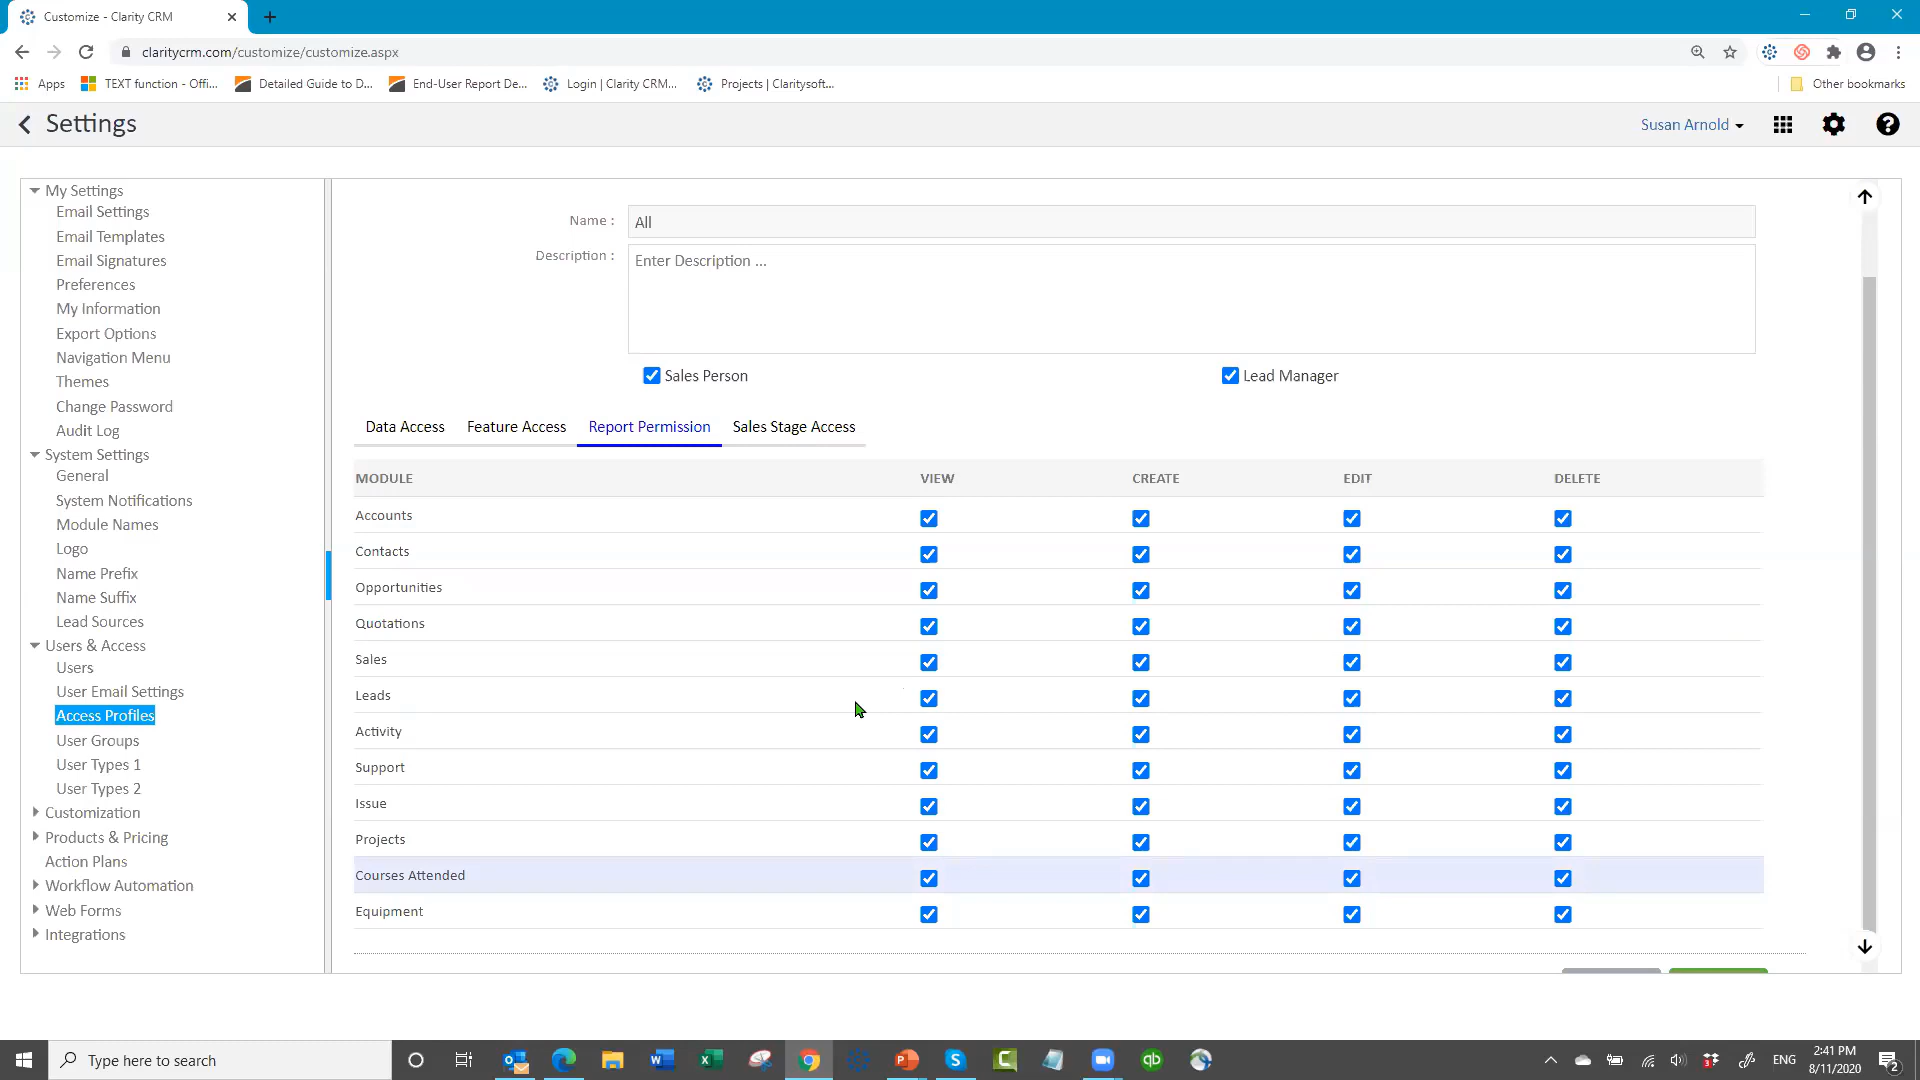 Customize - Clarity CRM
claritycrm.com/customize/customize.aspx
Apps
TEXT function - Offi...
Detailed Guide to D...
End-User Report De...
Login | Clarity CRM...
Projects | Claritysoft...
Other bookmarks
Settings
Susan Arnold
My Settings
Email Settings
Email Templates
Email Signatures
Preferences
My Information
Export Options
Navigation Menu
Themes
Change Password
Audit Log
System Settings
General
System Notifications
Module Names
Logo
Name Prefix
Name Suffix
Lead Sources
Users & Access
Users
User Email Settings
Access Profiles
User Groups
User Types 1
User Types 2
Customization
Products & Pricing
Action Plans
Workflow Automation
Web Forms
Integrations
Name : All
Description : Enter Description ...
Sales Person
Lead Manager
Data Access Feature Access Report Permission Sales Stage Access
MODULE VIEW CREATE EDIT DELETE
Accounts
Contacts
Opportunities
Quotations
Sales
Leads
Activity
Support
Issue
Projects
Courses Attended
Equipment
Type here to search
ENG
2:41 PM
8/11/2020
2